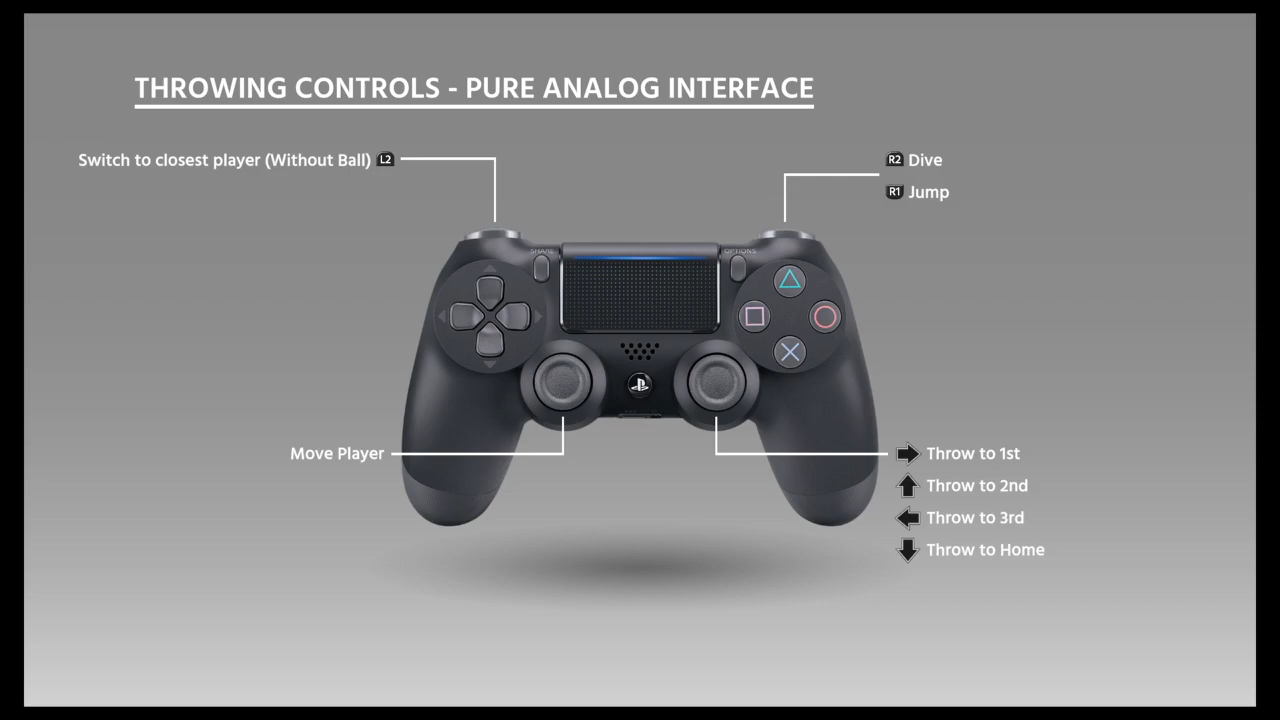 THROWING CONTROLS - PURE ANALOG INTERFACE
Switch to closest player (Without Ball) L2
R2 Dive
R1 Jump
SHARE
OPTIONS
Move Player
Throw to 1st
Throw to 2nd
Throw to 3rd
Throw to Home